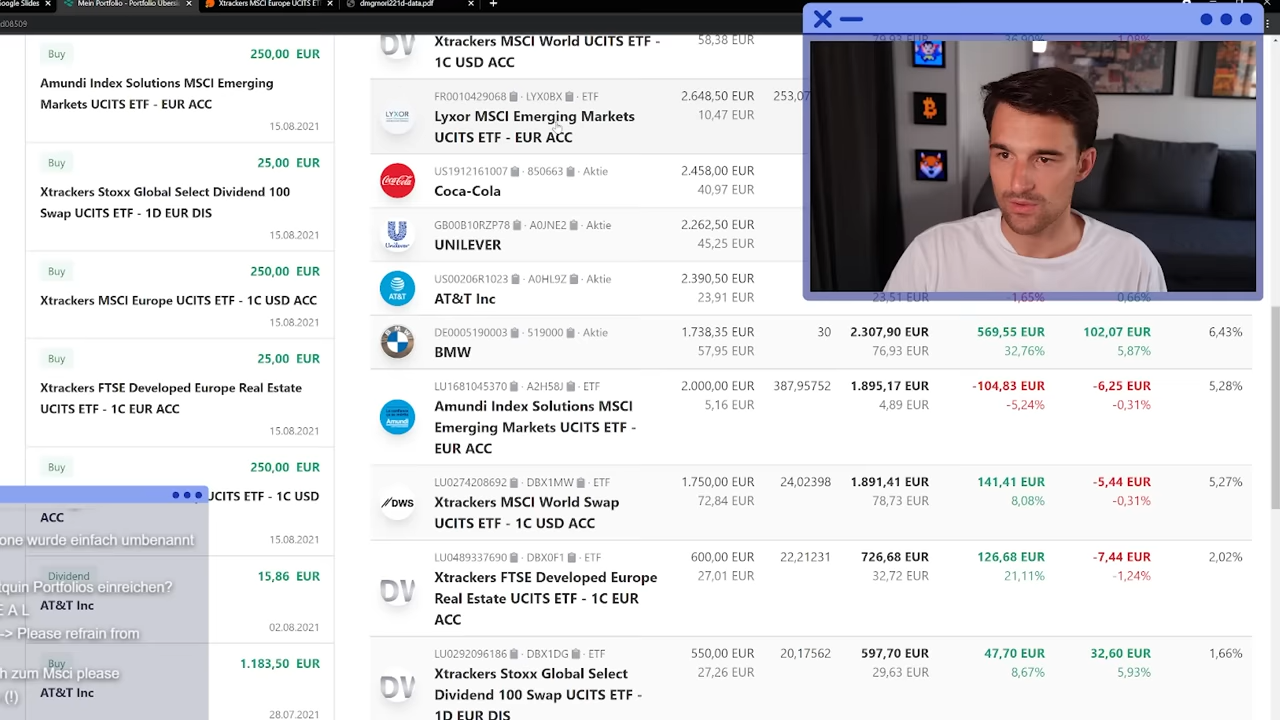 Google Slides
Mein Portfolio - Portfolio Übersi
Xtrackers MSCI Europe UCITS ET
dmgmori221d-data.pdf
d08509
Buy
250,00 EUR
Amundi Index Solutions MSCI Emerging
Markets UCITS ETF - EUR ACC
15.08.2021
Buy
25,00 EUR
Xtrackers Stoxx Global Select Dividend 100
Swap UCITS ETF - 1D EUR DIS
15.08.2021
Buy
250,00 EUR
Xtrackers MSCI Europe UCITS ETF - 1C USD ACC
15.08.2021
Buy
25,00 EUR
Xtrackers FTSE Developed Europe Real Estate
UCITS ETF - 1C EUR ACC
15.08.2021
Buy
250,00 EUR
UCITS ETF - 1C USD
ACC
15.08.2021
Dividend
15,86 EUR
AT&T Inc
02.08.2021
Buy
1.183,50 EUR
AT&T Inc
28.07.2021
one wurde einfach umbenannt
tquin Portfolios einreichen?
E A L
-> Please refrain from
h zum Msci please
(!)
Xtrackers MSCI World UCITS ETF -
1C USD ACC
58,38 EUR
FR0010429068 · LYX0BX · ETF
LYXOR
Lyxor MSCI Emerging Markets
UCITS ETF - EUR ACC
2.648,50 EUR
10,47 EUR
253,07
US1912161007 · 850663 · Aktie
Coca-Cola
Coca-Cola
2.458,00 EUR
40,97 EUR
GB00B10RZP78 · A0JNE2 · Aktie
Unilever
UNILEVER
2.262,50 EUR
45,25 EUR
US00206R1023 · A0HL9Z · Aktie
AT&T
AT&T Inc
2.390,50 EUR
23,91 EUR
23,51 EUR
-1,65%
0,66%
DE0005190003 · 519000 · Aktie
BMW
BMW
1.738,35 EUR
57,95 EUR
30
2.307,90 EUR
76,93 EUR
569,55 EUR
32,76%
102,07 EUR
5,87%
6,43%
LU1681045370 · A2H58J · ETF
Amundi
Amundi Index Solutions MSCI
Emerging Markets UCITS ETF -
EUR ACC
2.000,00 EUR
5,16 EUR
387,95752
1.895,17 EUR
4,89 EUR
-104,83 EUR
-5,24%
-6,25 EUR
-0,31%
5,28%
LU0274208692 · DBX1MW · ETF
DWS
Xtrackers MSCI World Swap
UCITS ETF - 1C USD ACC
1.750,00 EUR
72,84 EUR
24,02398
1.891,41 EUR
78,73 EUR
141,41 EUR
8,08%
-5,44 EUR
-0,31%
5,27%
LU0489337690 · DBX0F1 · ETF
Xtrackers FTSE Developed Europe
Real Estate UCITS ETF - 1C EUR
ACC
600,00 EUR
27,01 EUR
22,21231
726,68 EUR
32,72 EUR
126,68 EUR
21,11%
-7,44 EUR
-1,24%
2,02%
LU0292096186 · DBX1DG · ETF
Xtrackers Stoxx Global Select
Dividend 100 Swap UCITS ETF -
1D EUR DIS
550,00 EUR
27,26 EUR
20,17562
597,70 EUR
29,63 EUR
47,70 EUR
8,67%
32,60 EUR
5,93%
1,66%